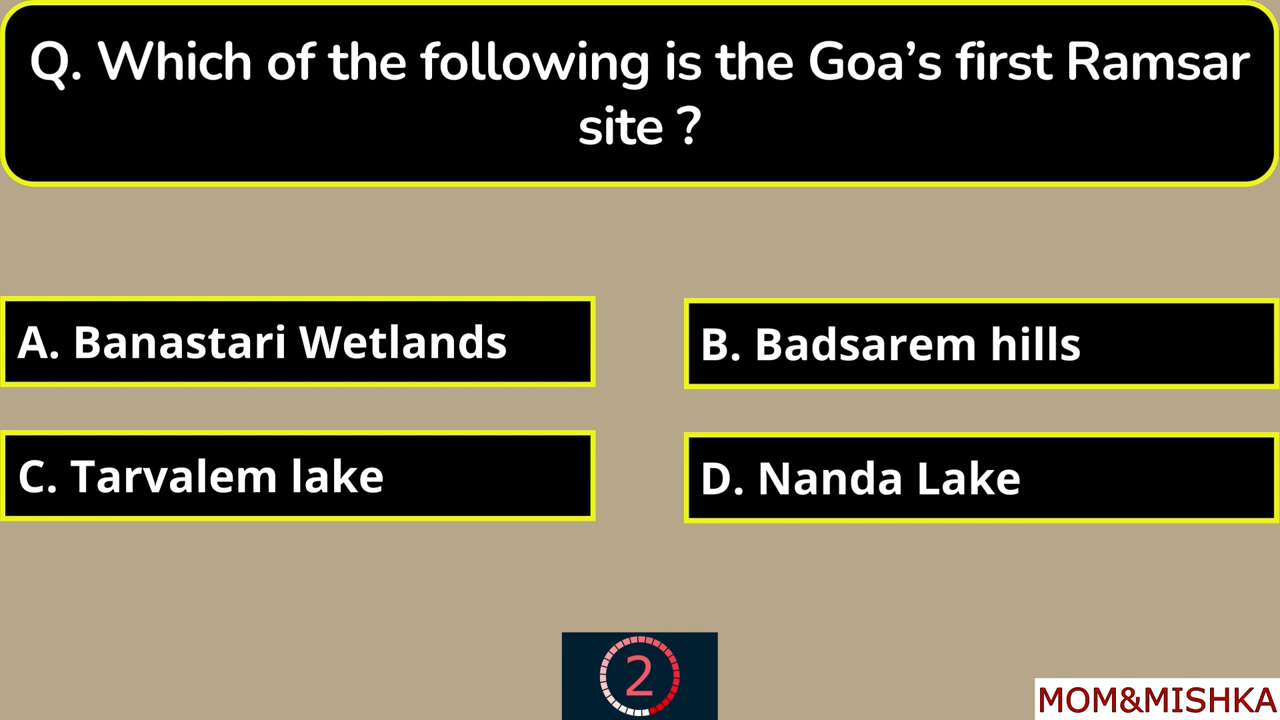 Q. Which of the following is the Goa’s first Ramsar
site ?
A. Banastari Wetlands
B. Badsarem hills
C. Tarvalem lake
D. Nanda Lake
2
MOM&MISHKA